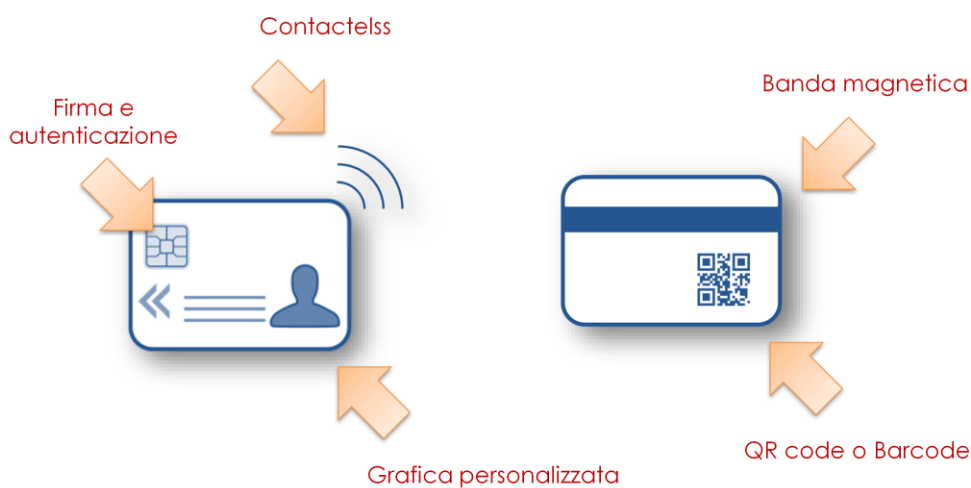 Contactelss
Banda magnetica
Firma e
autenticazione
QR code o Barcode
Grafica personalizzata